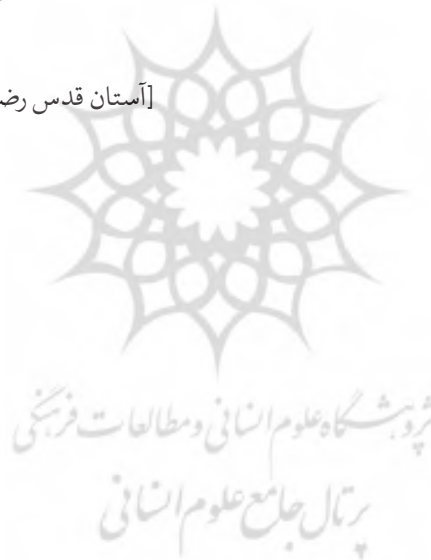 [آستان قدس رض
پژوهشگاه علوم انسانی و مطالعات فرهنگی
پرتال جامع علوم انسانی